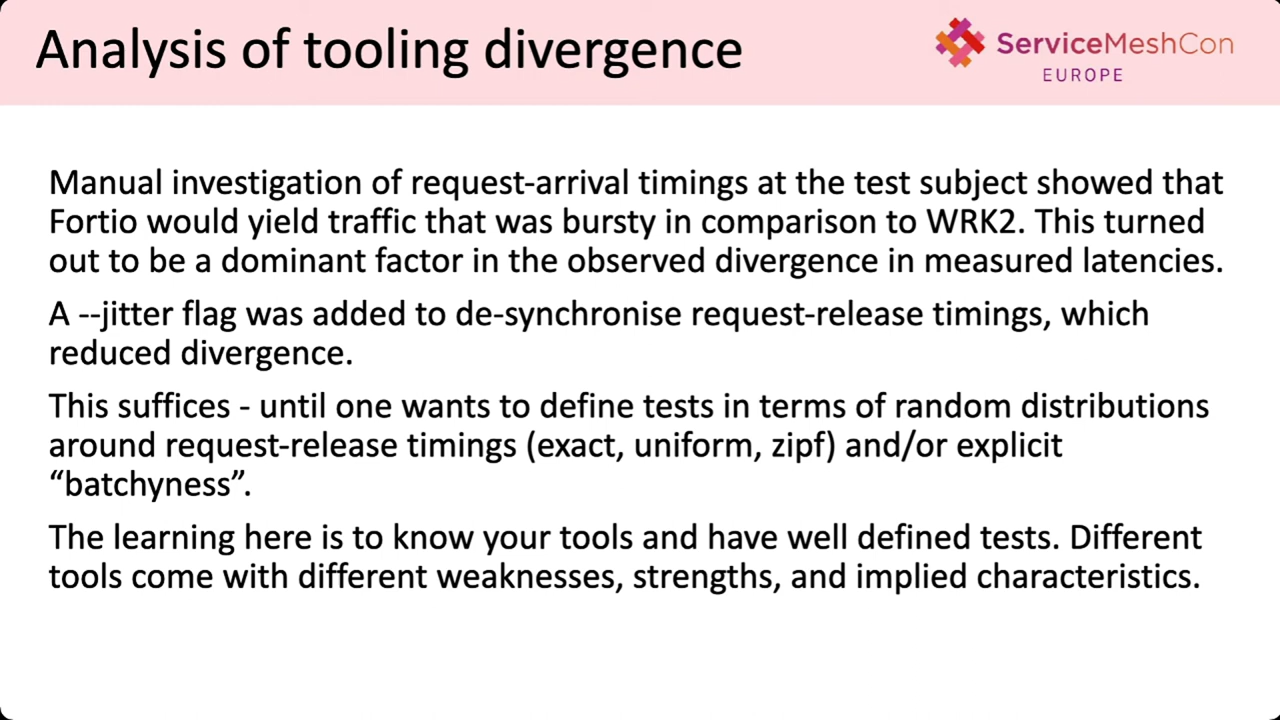 Analysis of tooling divergence
ServiceMeshCon
EUROPE
Manual investigation of request-arrival timings at the test subject showed that
Fortio would yield traffic that was bursty in comparison to WRK2. This turned
out to be a dominant factor in the observed divergence in measured latencies.
A --jitter flag was added to de-synchronise request-release timings, which
reduced divergence.
This suffices - until one wants to define tests in terms of random distributions
around request-release timings (exact, uniform, zipf) and/or explicit
“batchyness”.
The learning here is to know your tools and have well defined tests. Different
tools come with different weaknesses, strengths, and implied characteristics.